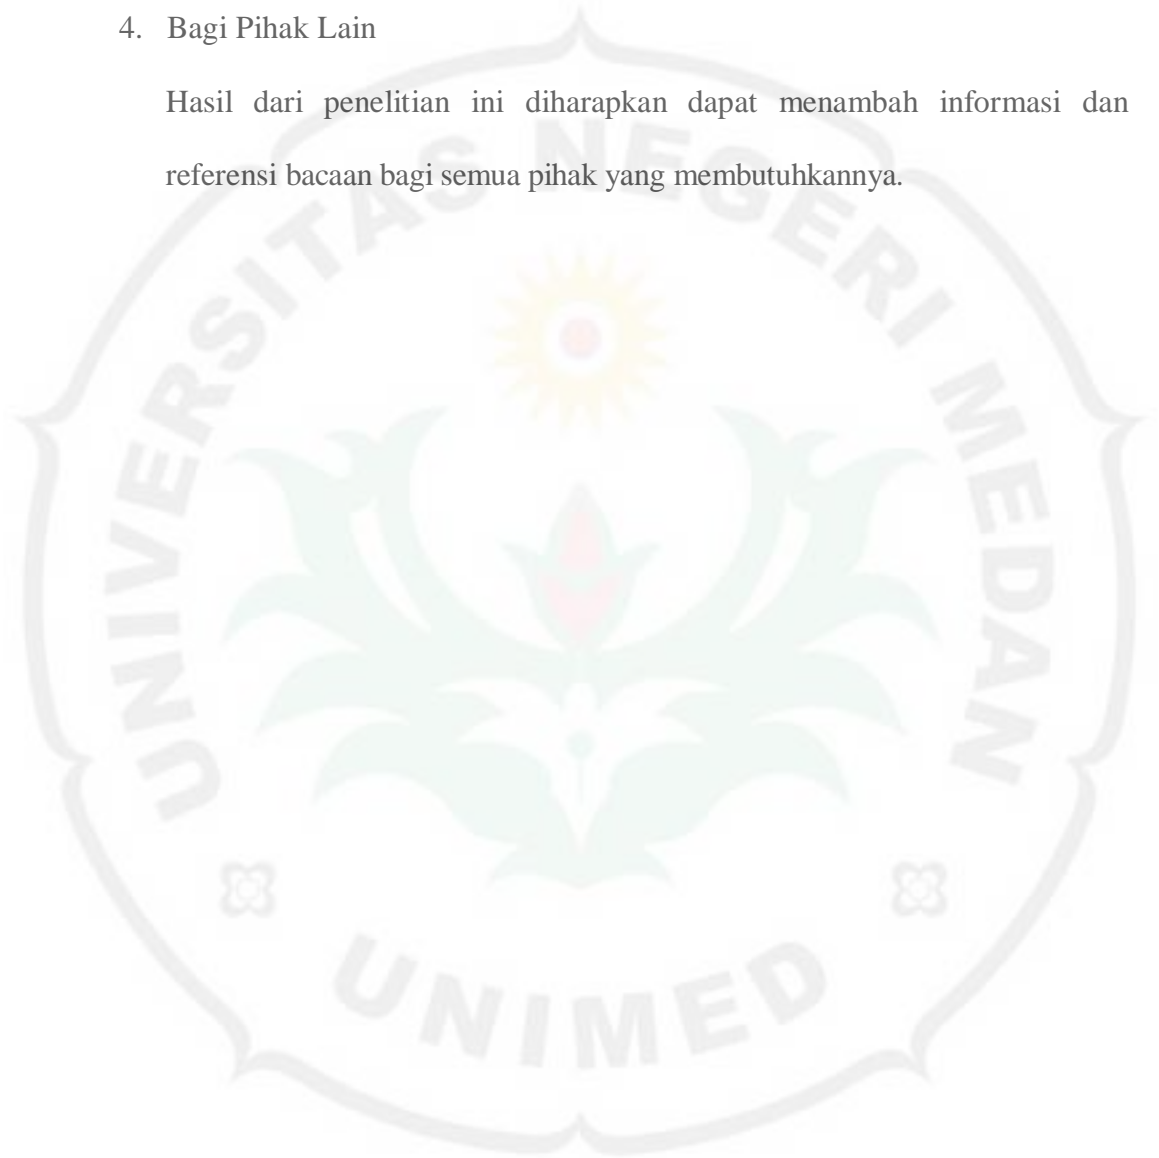 4. Bagi Pihak Lain
Hasil dari penelitian ini diharapkan dapat menambah informasi dan
referensi bacaan bagi semua pihak yang membutuhkannya.
UNIVERSITAS NEGERI MEDAN
UNIMED